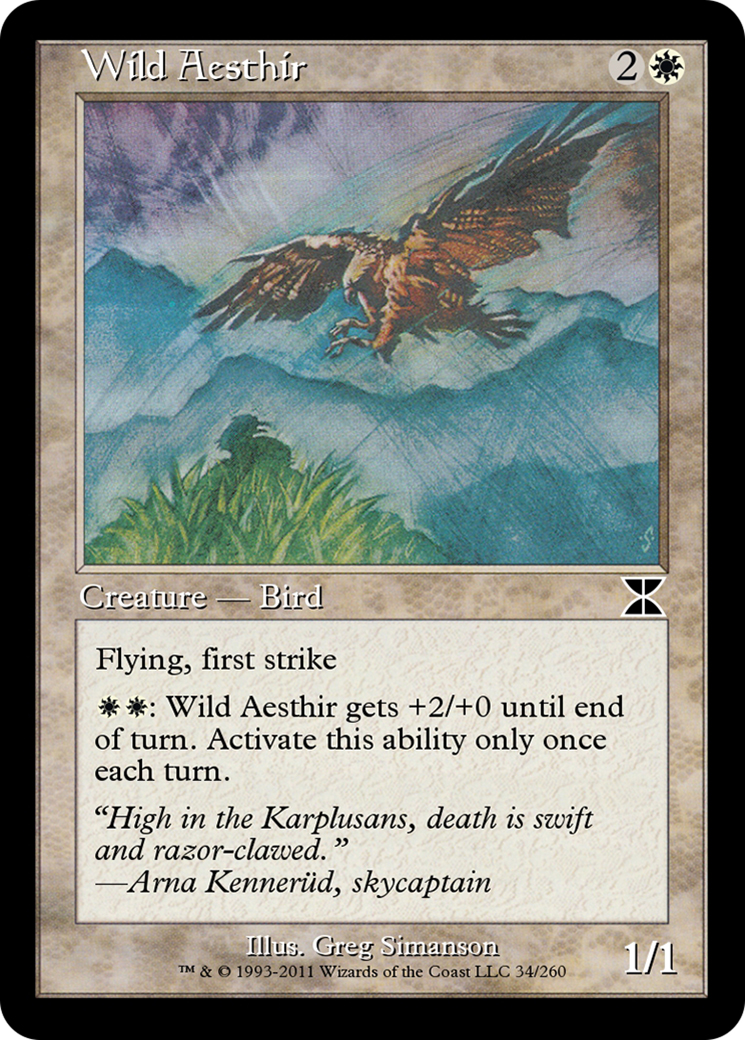 Wild Aesthir
2
Creature — Bird
Flying, first strike
: Wild Aesthir gets +2/+0 until end
of turn. Activate this ability only once
each turn.
“High in the Karplusans, death is swift
and razor-clawed.”
—Arna Kennerüd, skycaptain
Illus. Greg Simanson
™ & © 1993-2011 Wizards of the Coast LLC 34/260
1/1